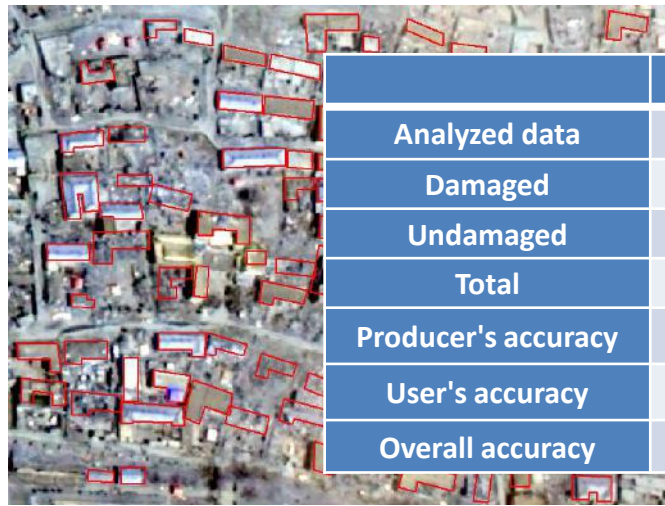 Analyzed data
Damaged
Undamaged
Total
Producer's accuracy
User's accuracy
Overall accuracy